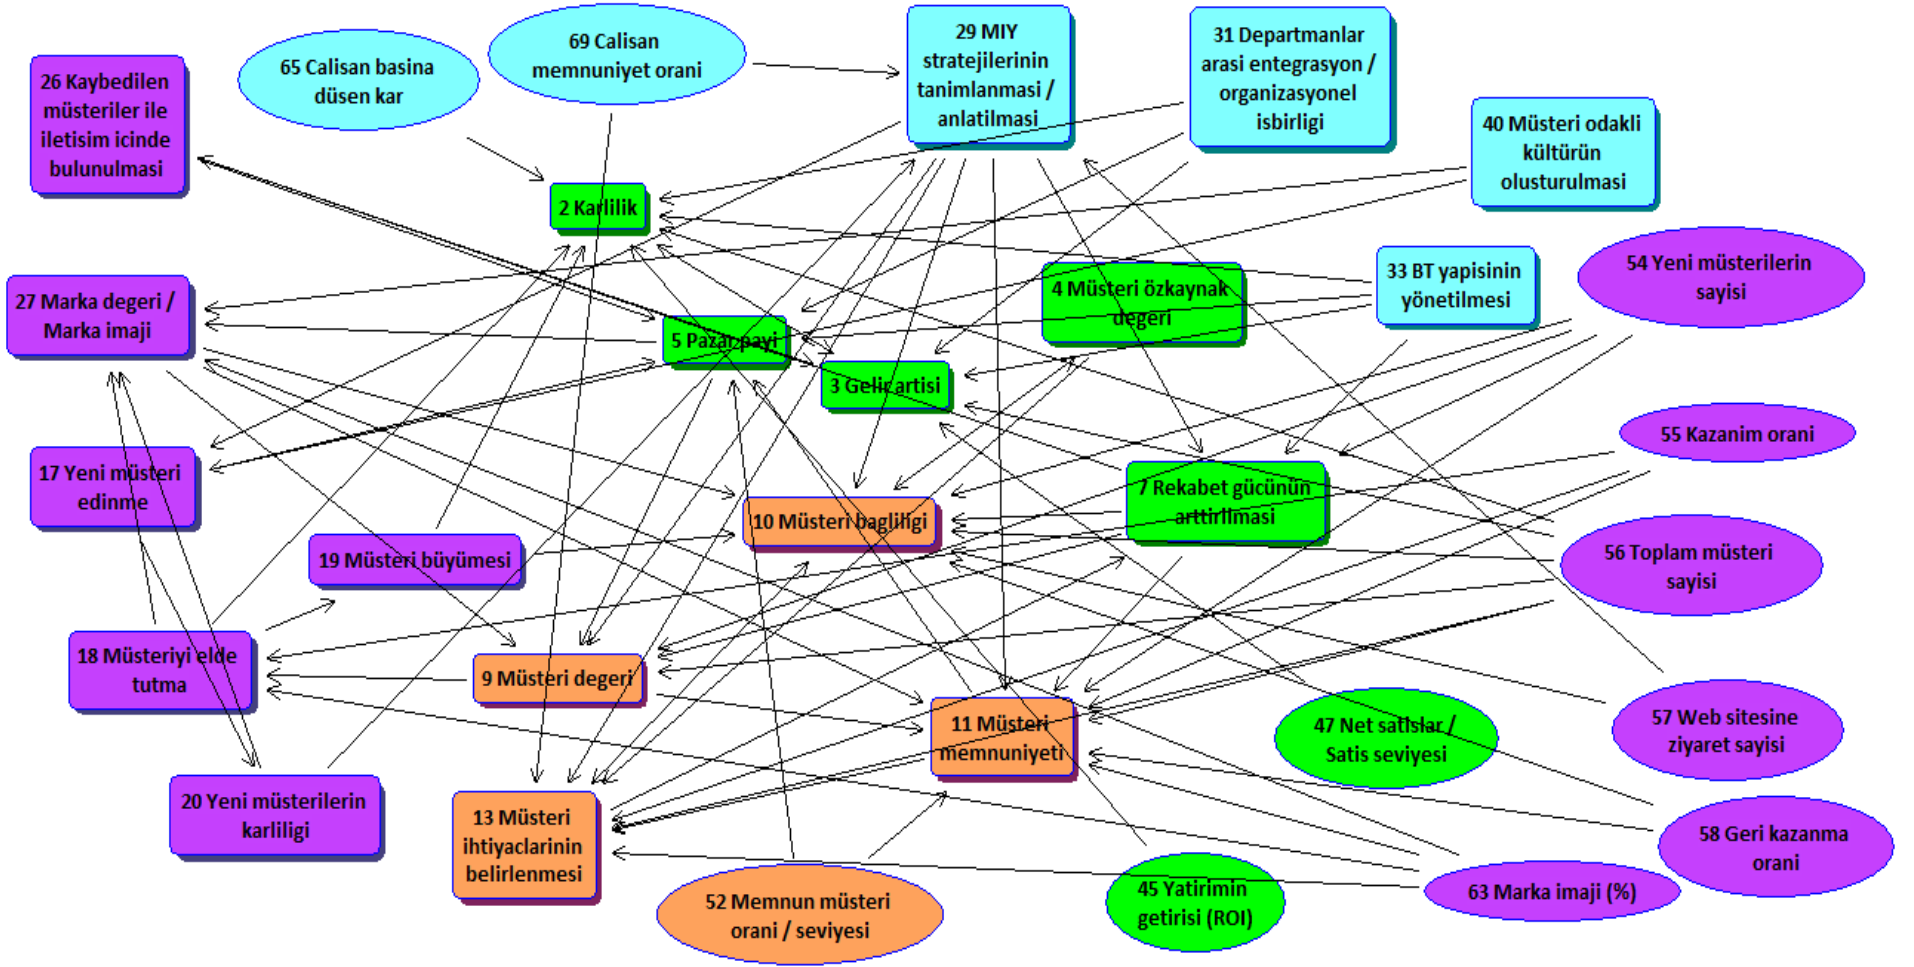 26 Kaybedilen
müsteriler ile
iletisim icinde
bulunulmasi
65 Calisan basina
düsen kar
69 Calisan
memnuniyet orani
29 MIY
stratejilerinin
tanimlanmasi /
anlatilmasi
31 Departmanlar
arasi entegrasyon /
organizasyonel
isbirligi
40 Müsteri odakli
kültürün
olusturulmasi
2 Karlilik
27 Marka degeri /
Marka imaji
5 Pazar payi
4 Müsteri özkaynak
degeri
33 BT yapisinin
yönetilmesi
54 Yeni müsterilerin
sayisi
3 Gelir artisi
17 Yeni müsteri
edinme
55 Kazanim orani
7 Rekabet gücünün
arttirilmasi
10 Müsteri bagliligi
19 Müsteri büyümesi
56 Toplam müsteri
sayisi
18 Müsteriyi elde
tutma
9 Müsteri degeri
11 Müsteri
memnuniyeti
47 Net satislar /
Satis seviyesi
57 Web sitesine
ziyaret sayisi
20 Yeni müsterilerin
karliligi
13 Müsteri
ihtiyaclarinin
belirlenmesi
52 Memnun müsteri
orani / seviyesi
45 Yatirimin
getirisi (ROI)
63 Marka imaji (%)
58 Geri kazanma
orani